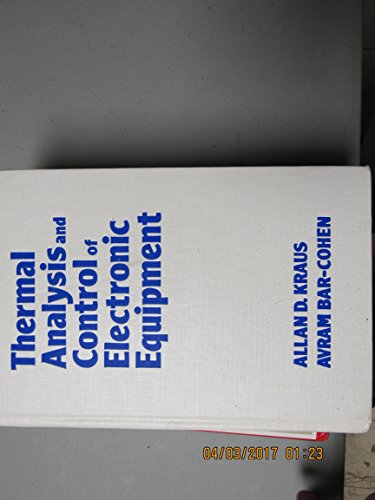 Thermal
Analysis and
Control of
Electronic
Equipment
ALLAN D. KRAUS
AVRAM BAR-COHEN
04/03/2017 01:23